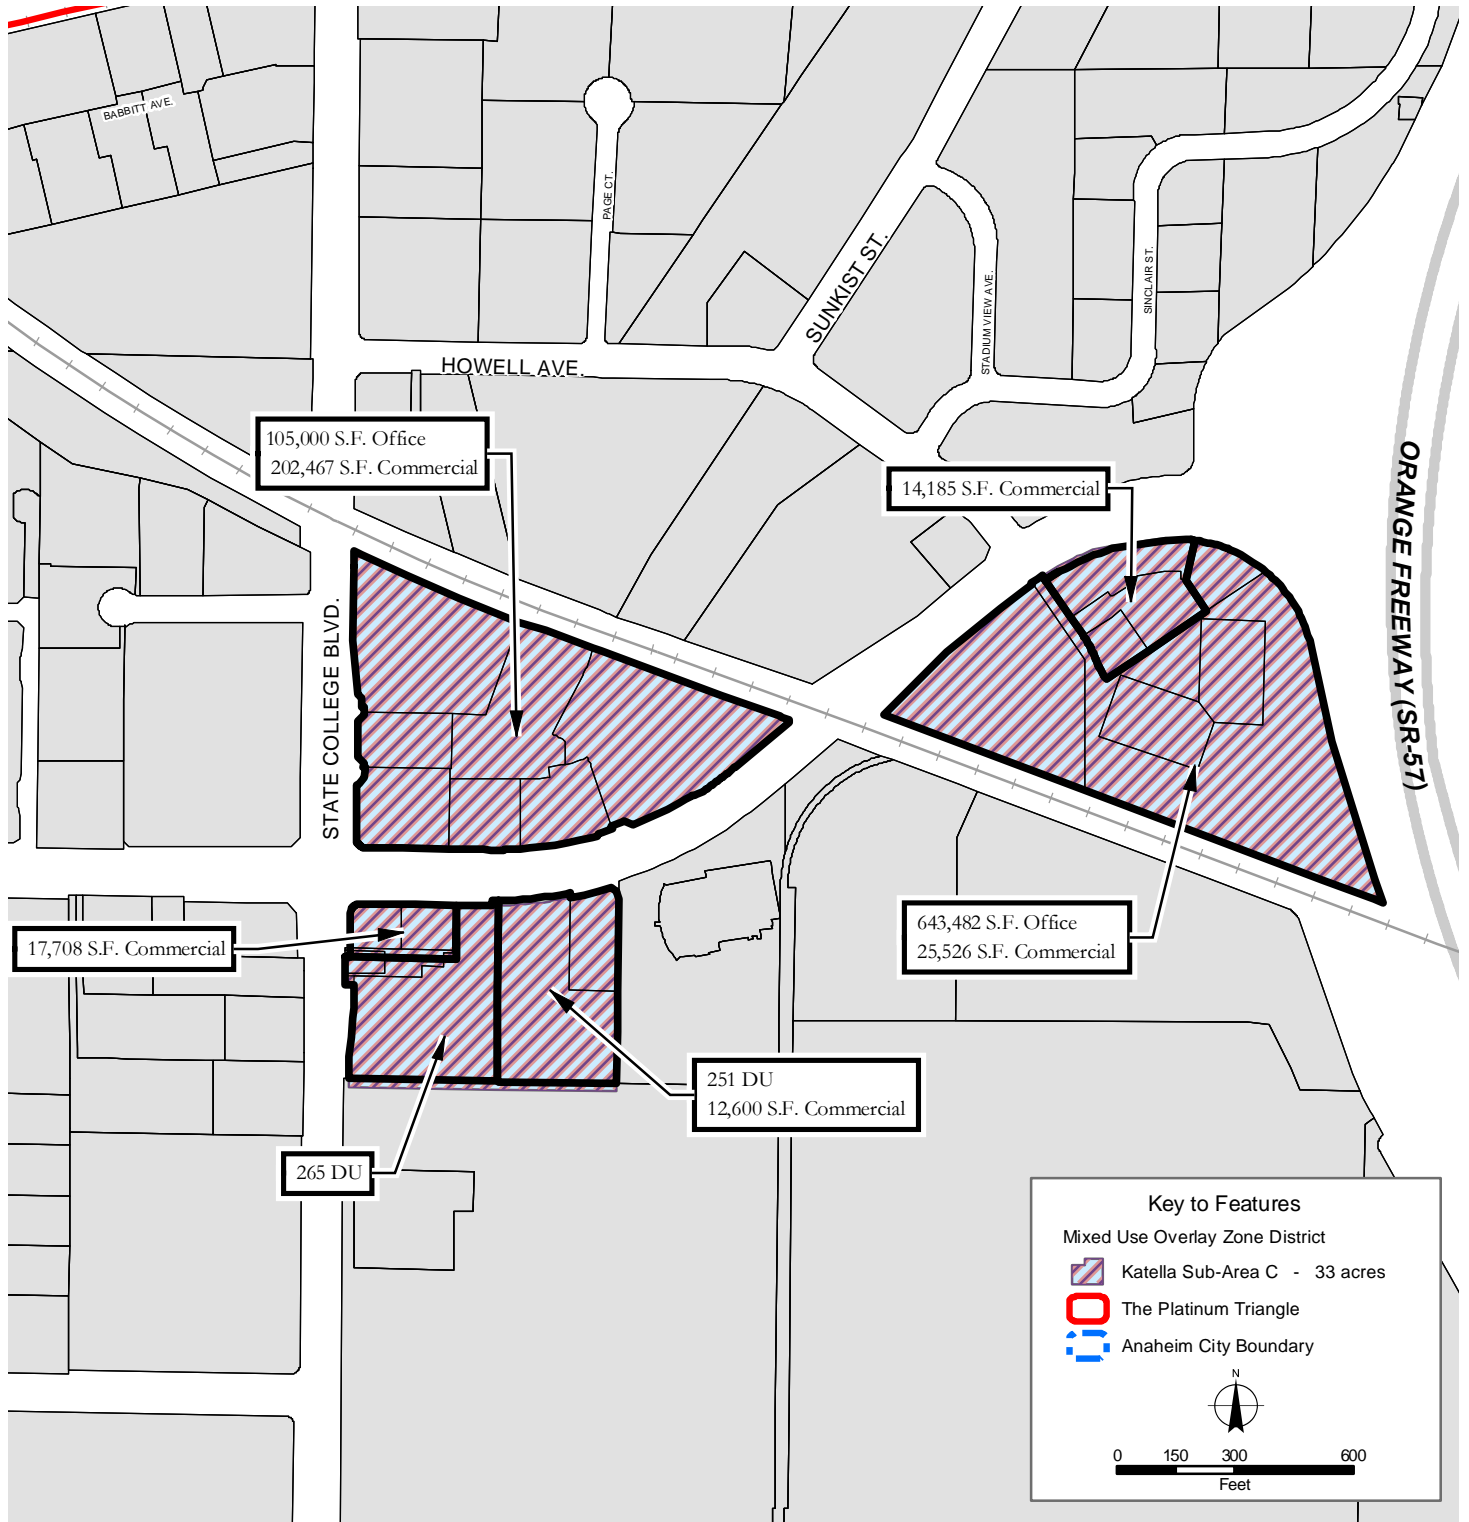 BABBITT AVE.
PAGE CT.
SUNKIST ST.
STADIUM VIEW AVE.
SINCLAIR ST.
HOWELL AVE.
105,000 S.F. Office
202,467 S.F. Commercial
14,185 S.F. Commercial
ORANGE FREEWAY (SR-57)
STATE COLLEGE BLVD.
17,708 S.F. Commercial
643,482 S.F. Office
25,526 S.F. Commercial
251 DU
12,600 S.F. Commercial
265 DU
Key to Features
Mixed Use Overlay Zone District
Katella Sub-Area C - 33 acres
The Platinum Triangle
Anaheim City Boundary
N
0 150 300 600
Feet